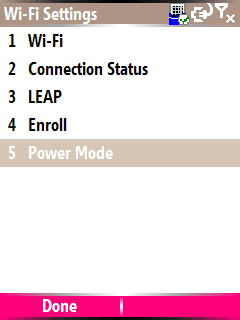 Wi-Fi Settings
1 Wi-Fi
2 Connection Status
3 LEAP
4 Enroll
5 Power Mode
Done